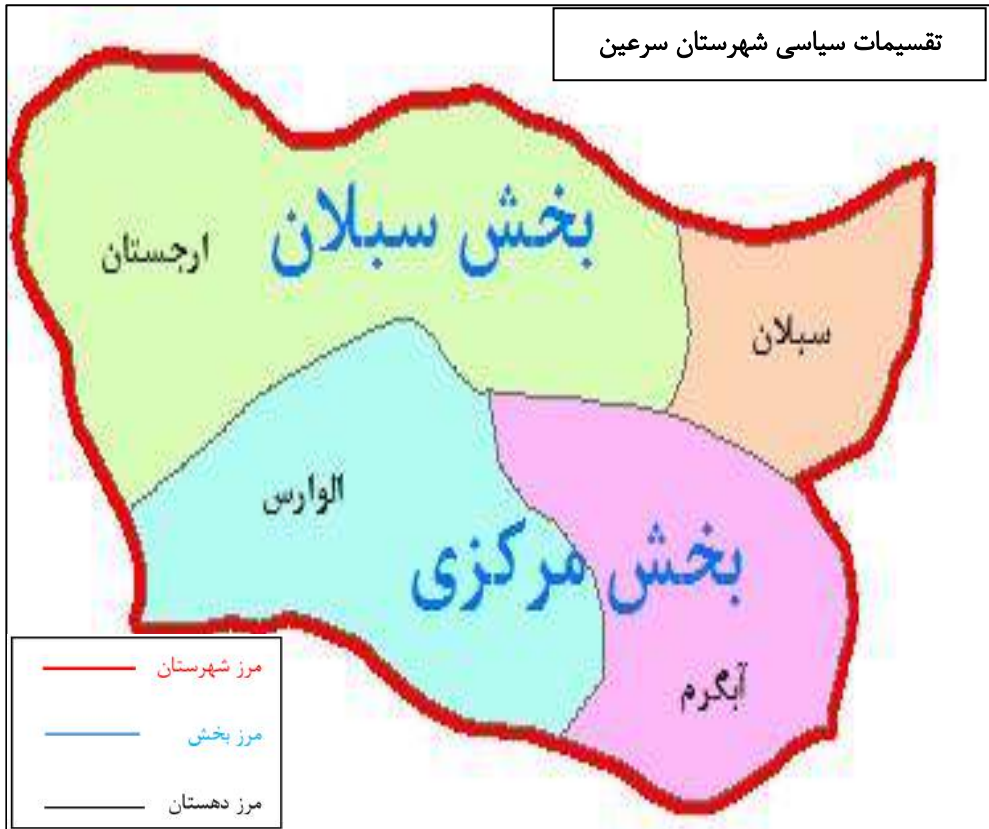 تقسیمات سیاسی شهرستان سرعین
بخش سبلان
ارجستان
سبلان
الوارس
بخش مرکزی
آبگرم
مرز شهرستان
مرز بخش
مرز دهستان